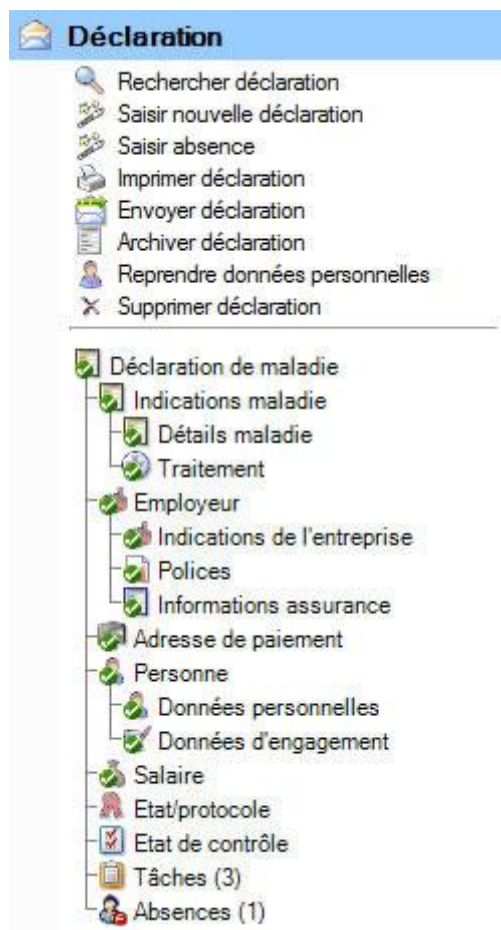 Déclaration
Rechercher déclaration
Saisir nouvelle déclaration
Saisir absence
Imprimer déclaration
Envoyer déclaration
Archiver déclaration
Reprendre données personnelles
Supprimer déclaration
Déclaration de maladie
Indications maladie
Détails maladie
Traitement
Employeur
Indications de l'entreprise
Polices
Informations assurance
Adresse de paiement
Personne
Données personnelles
Données d'engagement
Salaire
Etat/protocole
Etat de contrôle
Tâches (3)
Absences (1)